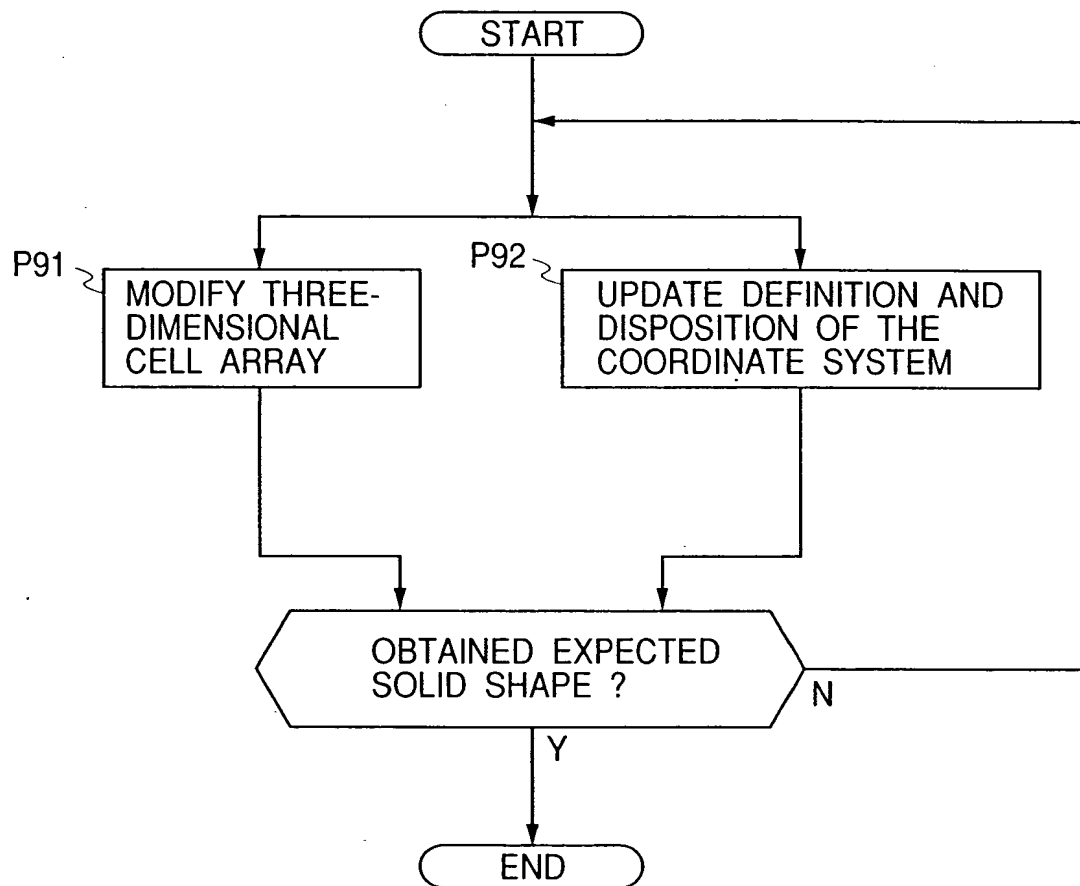 START
P91
MODIFY THREE-
DIMENSIONAL
CELL ARRAY
P92
UPDATE DEFINITION AND
DISPOSITION OF THE
COORDINATE SYSTEM
OBTAINED EXPECTED
SOLID SHAPE ?
N
Y
END